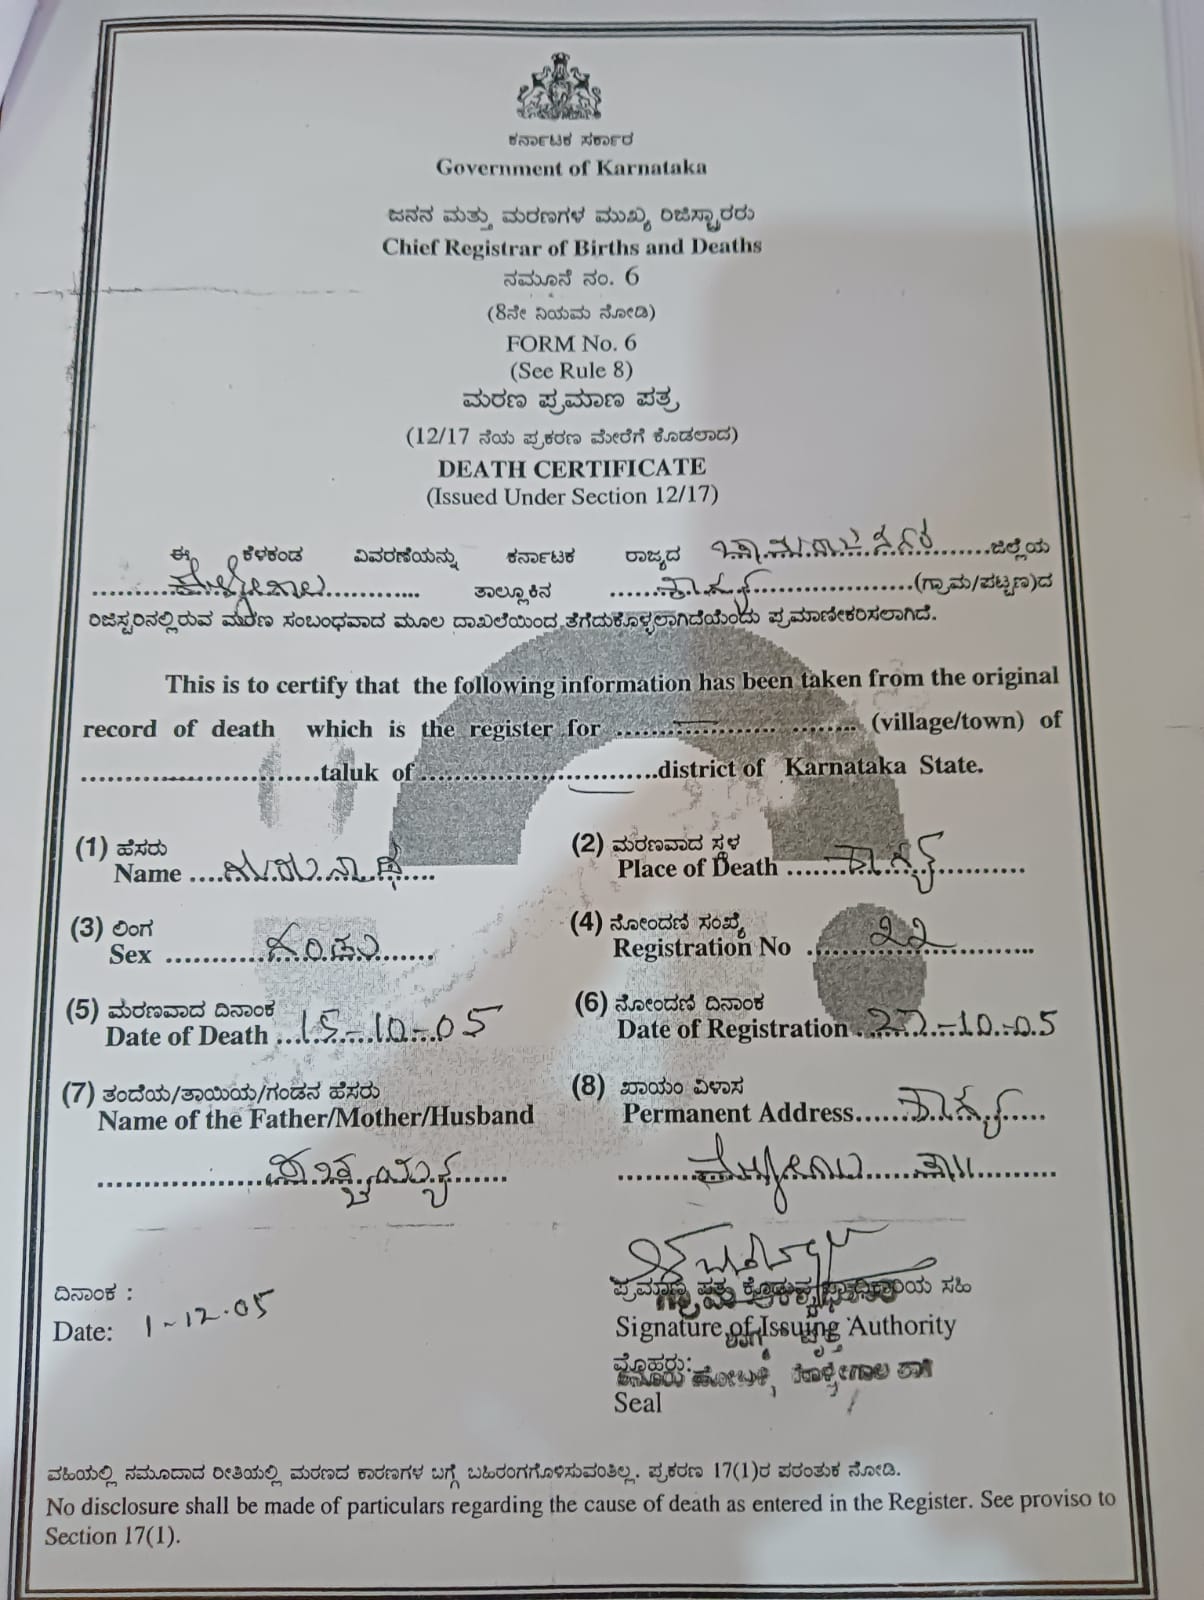 ಕರ್ನಾಟಕ ಸರ್ಕಾರ
Government of Karnataka
ಜನನ ಮತ್ತು ಮರಣಗಳ ಮುಖ್ಯ ರಿಜಿಸ್ಟ್ರಾರರು
Chief Registrar of Births and Deaths
ನಮೂನೆ ನಂ. 6
(8ನೇ ನಿಯಮ ನೋಡಿ)
FORM No. 6
(See Rule 8)
ಮರಣ ಪ್ರಮಾಣ ಪತ್ರ
(12/17 ನೆಯ ಪ್ರಕರಣ ಮೇರೆಗೆ ಕೊಡಲಾದ)
DEATH CERTIFICATE
(Issued Under Section 12/17)
ಈ ಕೆಳಕಂಡ ವಿವರಣೆಯನ್ನು ಕರ್ನಾಟಕ ರಾಜ್ಯದ ಚಾಮರಾಜನಗರ ಜಿಲ್ಲೆಯ
ಕೊಳ್ಳೇಗಾಲ ತಾಲ್ಲೂಕಿನ (ಗ್ರಾಮ/ಪಟ್ಟಣ)ದ
ರಿಜಿಸ್ಟರಿನಲ್ಲಿರುವ ಮರಣ ಸಂಬಂಧವಾದ ಮೂಲ ದಾಖಲೆಯಿಂದ ತೆಗೆದುಕೊಳ್ಳಲಾಗಿದೆಯೆಂದು ಪ್ರಮಾಣೀಕರಿಸಲಾಗಿದೆ.
This is to certify that the following information has been taken from the original
record of death which is the register for (village/town) of
taluk of district of Karnataka State.
(1) ಹೆಸರು
Name
(2) ಮರಣವಾದ ಸ್ಥಳ
Place of Death
(3) ಲಿಂಗ
Sex ಗಂಡು
(4) ನೋಂದಣಿ ಸಂಖ್ಯೆ
Registration No 22
(5) ಮರಣವಾದ ದಿನಾಂಕ
Date of Death 15-10-05
(6) ನೋಂದಣಿ ದಿನಾಂಕ
Date of Registration 27-10-05
(7) ತಂದೆಯ/ತಾಯಿಯ/ಗಂಡನ ಹೆಸರು
Name of the Father/Mother/Husband
(8) ಖಾಯಂ ವಿಳಾಸ
Permanent Address
ಕೊಳ್ಳೇಗಾಲ ತಾಲ
ದಿನಾಂಕ :
Date: 1-12-05
ಪ್ರಮಾಣ ಪತ್ರ ಕೊಡುವ ಪ್ರಾಧಿಕಾರಿಯ ಸಹಿ
Signature of Issuing Authority
ಮೊಹರು:
Seal
ವಹಿಯಲ್ಲಿ ನಮೂದಾದ ರೀತಿಯಲ್ಲಿ ಮರಣದ ಕಾರಣಗಳ ಬಗ್ಗೆ ಬಹಿರಂಗಗೊಳಿಸುವಂತಿಲ್ಲ. ಪ್ರಕರಣ 17(1)ರ ಪರಂತುಕ ನೋಡಿ.
No disclosure shall be made of particulars regarding the cause of death as entered in the Register. See proviso to
Section 17(1).